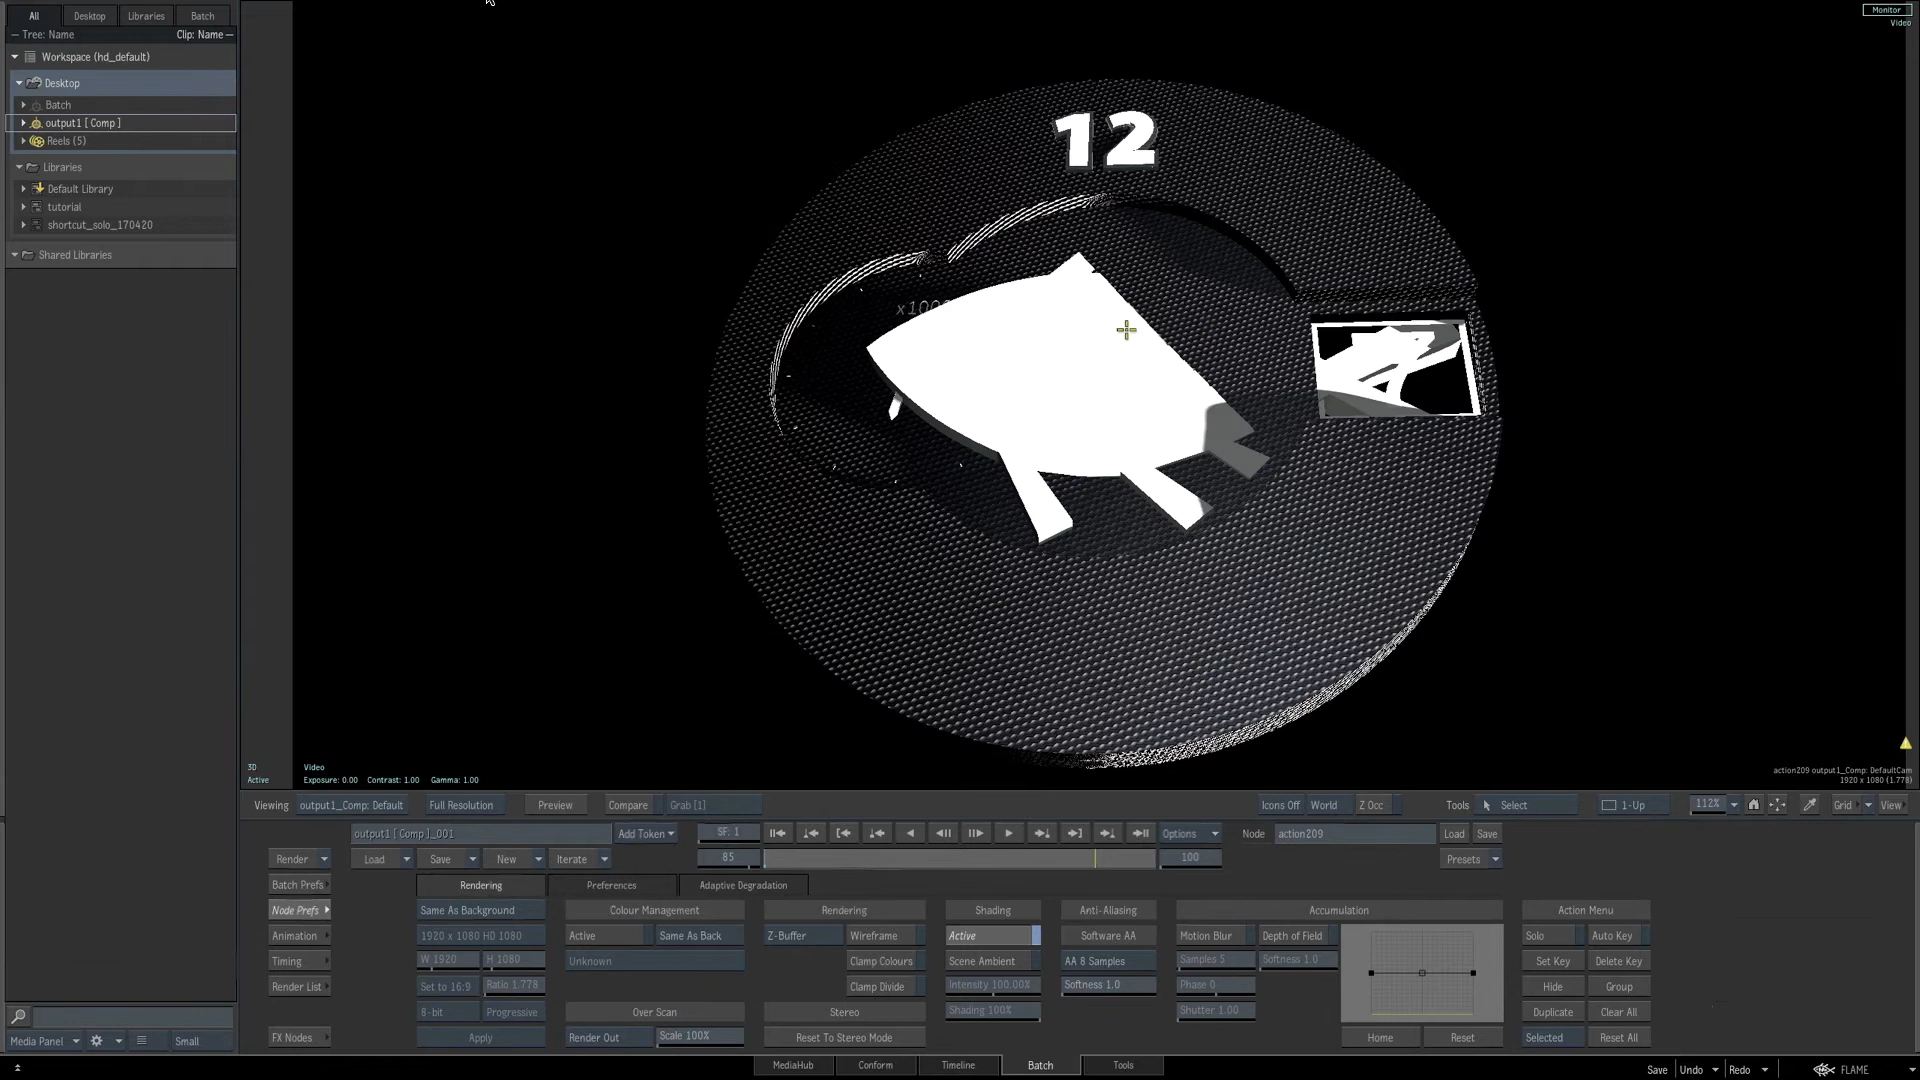 All Desktop Libraries Batch
Tree: Name Clip: Name
Workspace (hd_default)
Desktop
Batch
output1 [ Comp ]
Reels (5)
Libraries
Default Library
tutorial
shortcut_solo_170420
Shared Libraries
Monitor
Video
12
3D Video
Active Exposure: 0.00 Contrast: 1.00 Gamma: 1.00
action209 output1_Comp: DefaultCam
1920 x 1080 (1.778)
Viewing output1_Comp: Default Full Resolution Preview Compare Grab [1] Icons Off World Z Occ Tools Select 1-Up 112% Grid View
output1 [ Comp ]_001 Add Token SF: 1 Options Node action209 Load Save
Render Load Save New Iterate 85 100 Presets
Batch Prefs Rendering Preferences Adaptive Degradation
Node Prefs Same As Background Colour Management Rendering Shading Anti-Aliasing Accumulation Action Menu
Animation 1920 x 1080 HD 1080 Active Same As Back Z-Buffer Wireframe Active Software AA Motion Blur Depth of Field Solo Auto Key
Timing W 1920 H 1080 Unknown Clamp Colours Scene Ambient AA 8 Samples Samples 5 Softness 1.0 Set Key Delete Key
Render List Set to 16:9 Ratio 1.778 Clamp Divide Intensity 100.00% Softness 1.0 Phase 0 Hide Group
8-bit Progressive Over Scan Stereo Shading 100% Shutter 1.00 Duplicate Clear All
FX Nodes Apply Render Out Scale 100% Reset To Stereo Mode Home Reset Selected Reset All
Media Panel Small
MediaHub Conform Timeline Batch Tools
Save Undo Redo FLAME